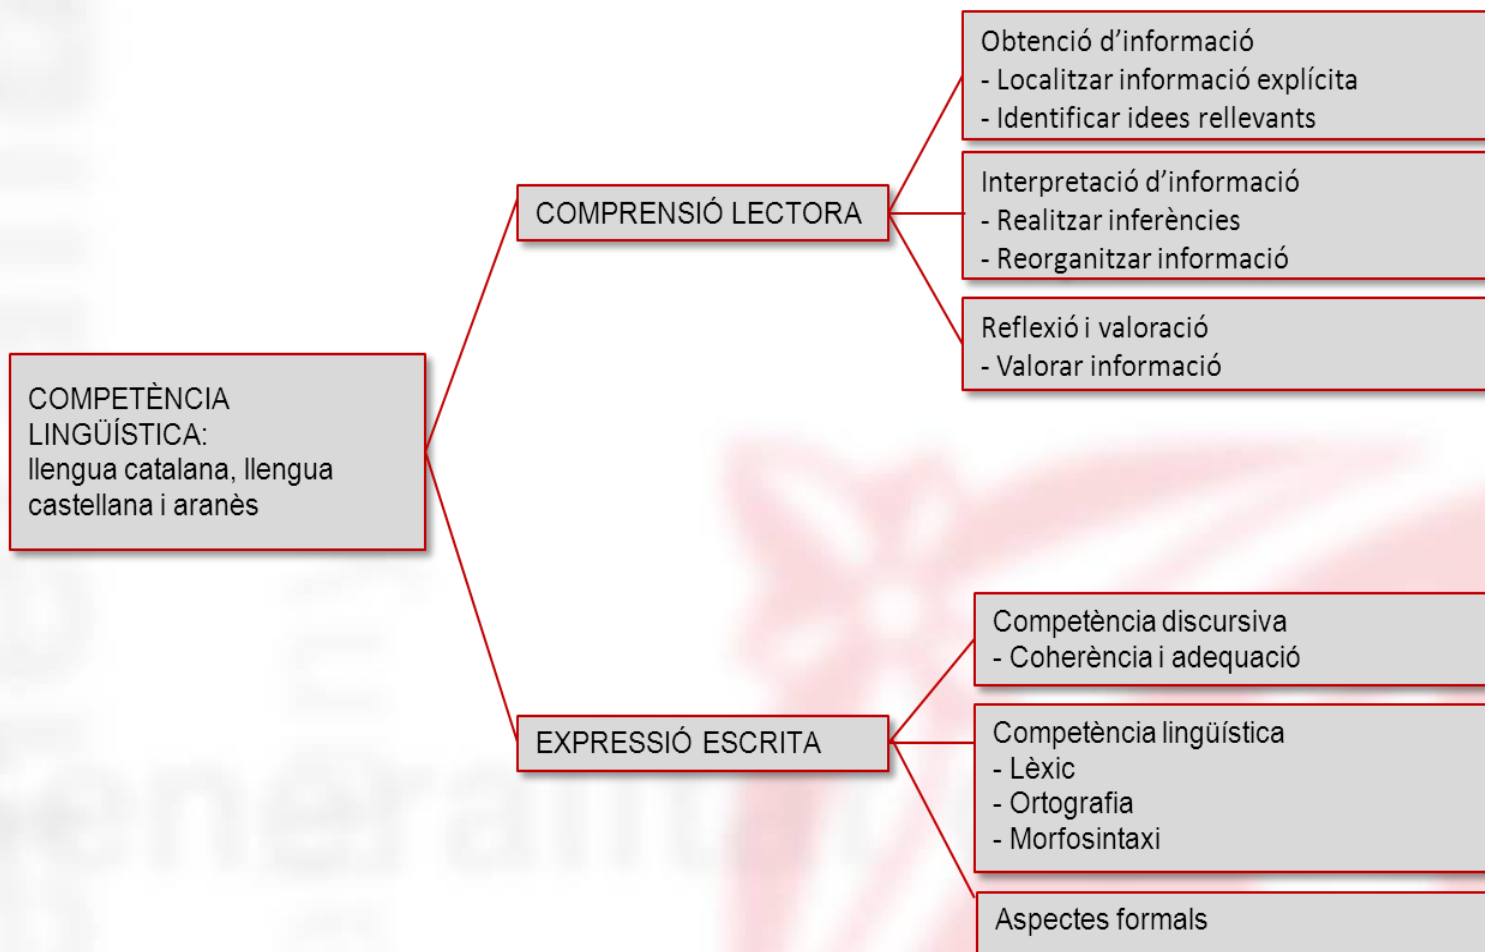 COMPETÈNCIA
LINGÜÍSTICA:
llengua catalana, llengua
castellana i aranès
COMPRENSIÓ LECTORA
Obtenció d’informació
- Localitzar informació explícita
- Identificar idees rellevants
Interpretació d’informació
- Realitzar inferències
- Reorganitzar informació
Reflexió i valoració
- Valorar informació
EXPRESSIÓ ESCRITA
Competència discursiva
- Coherència i adequació
Competència lingüística
- Lèxic
- Ortografia
- Morfosintaxi
Aspectes formals